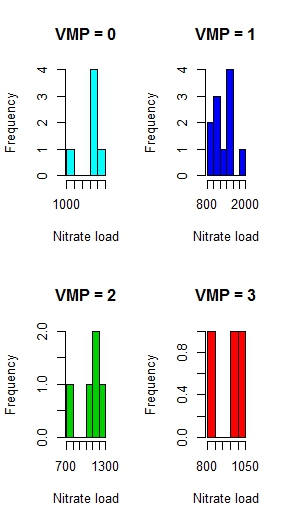 VMP = 0
VMP = 1
Frequency
0
1
2
3
4
1000
Nitrate load
Frequency
0
1
2
3
4
800
2000
Nitrate load
VMP = 2
VMP = 3
Frequency
0.0
1.0
2.0
700
1300
Nitrate load
Frequency
0.0
0.4
0.8
800
1050
Nitrate load